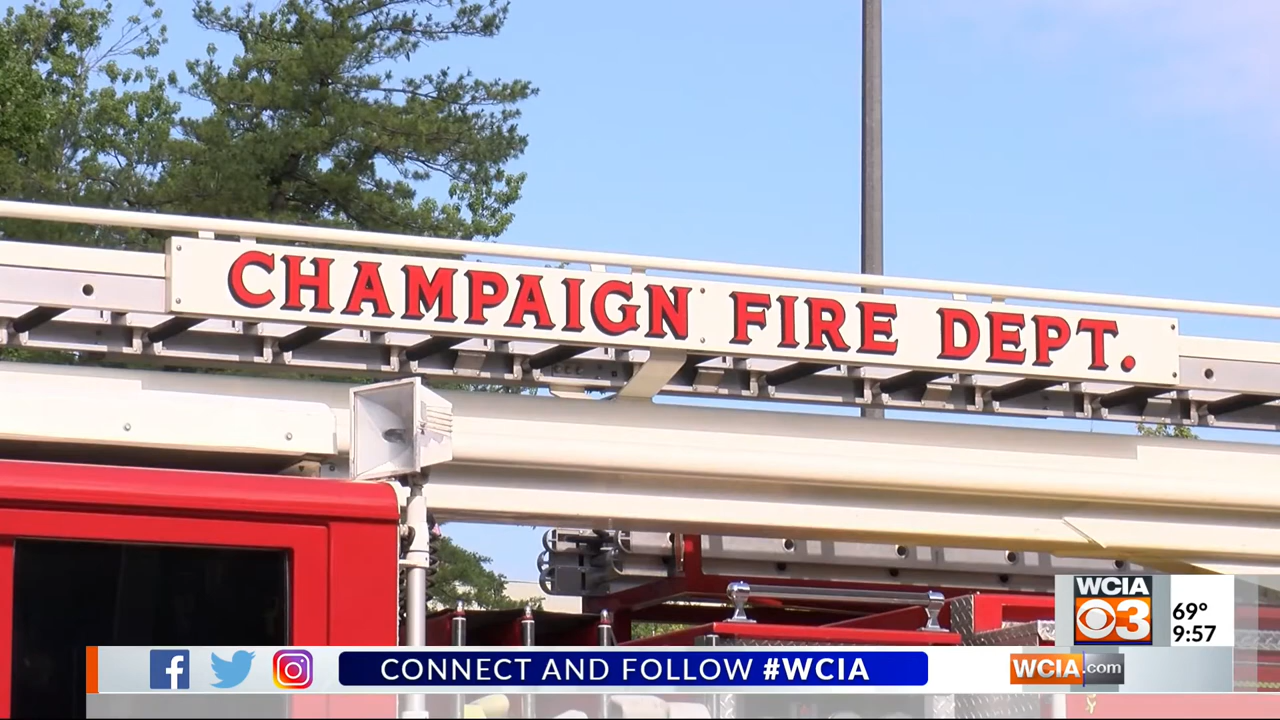 CHAMPAIGN FIRE DEPT.
WCIA
3
69°
9:57
CONNECT AND FOLLOW #WCIA
WCIA.com